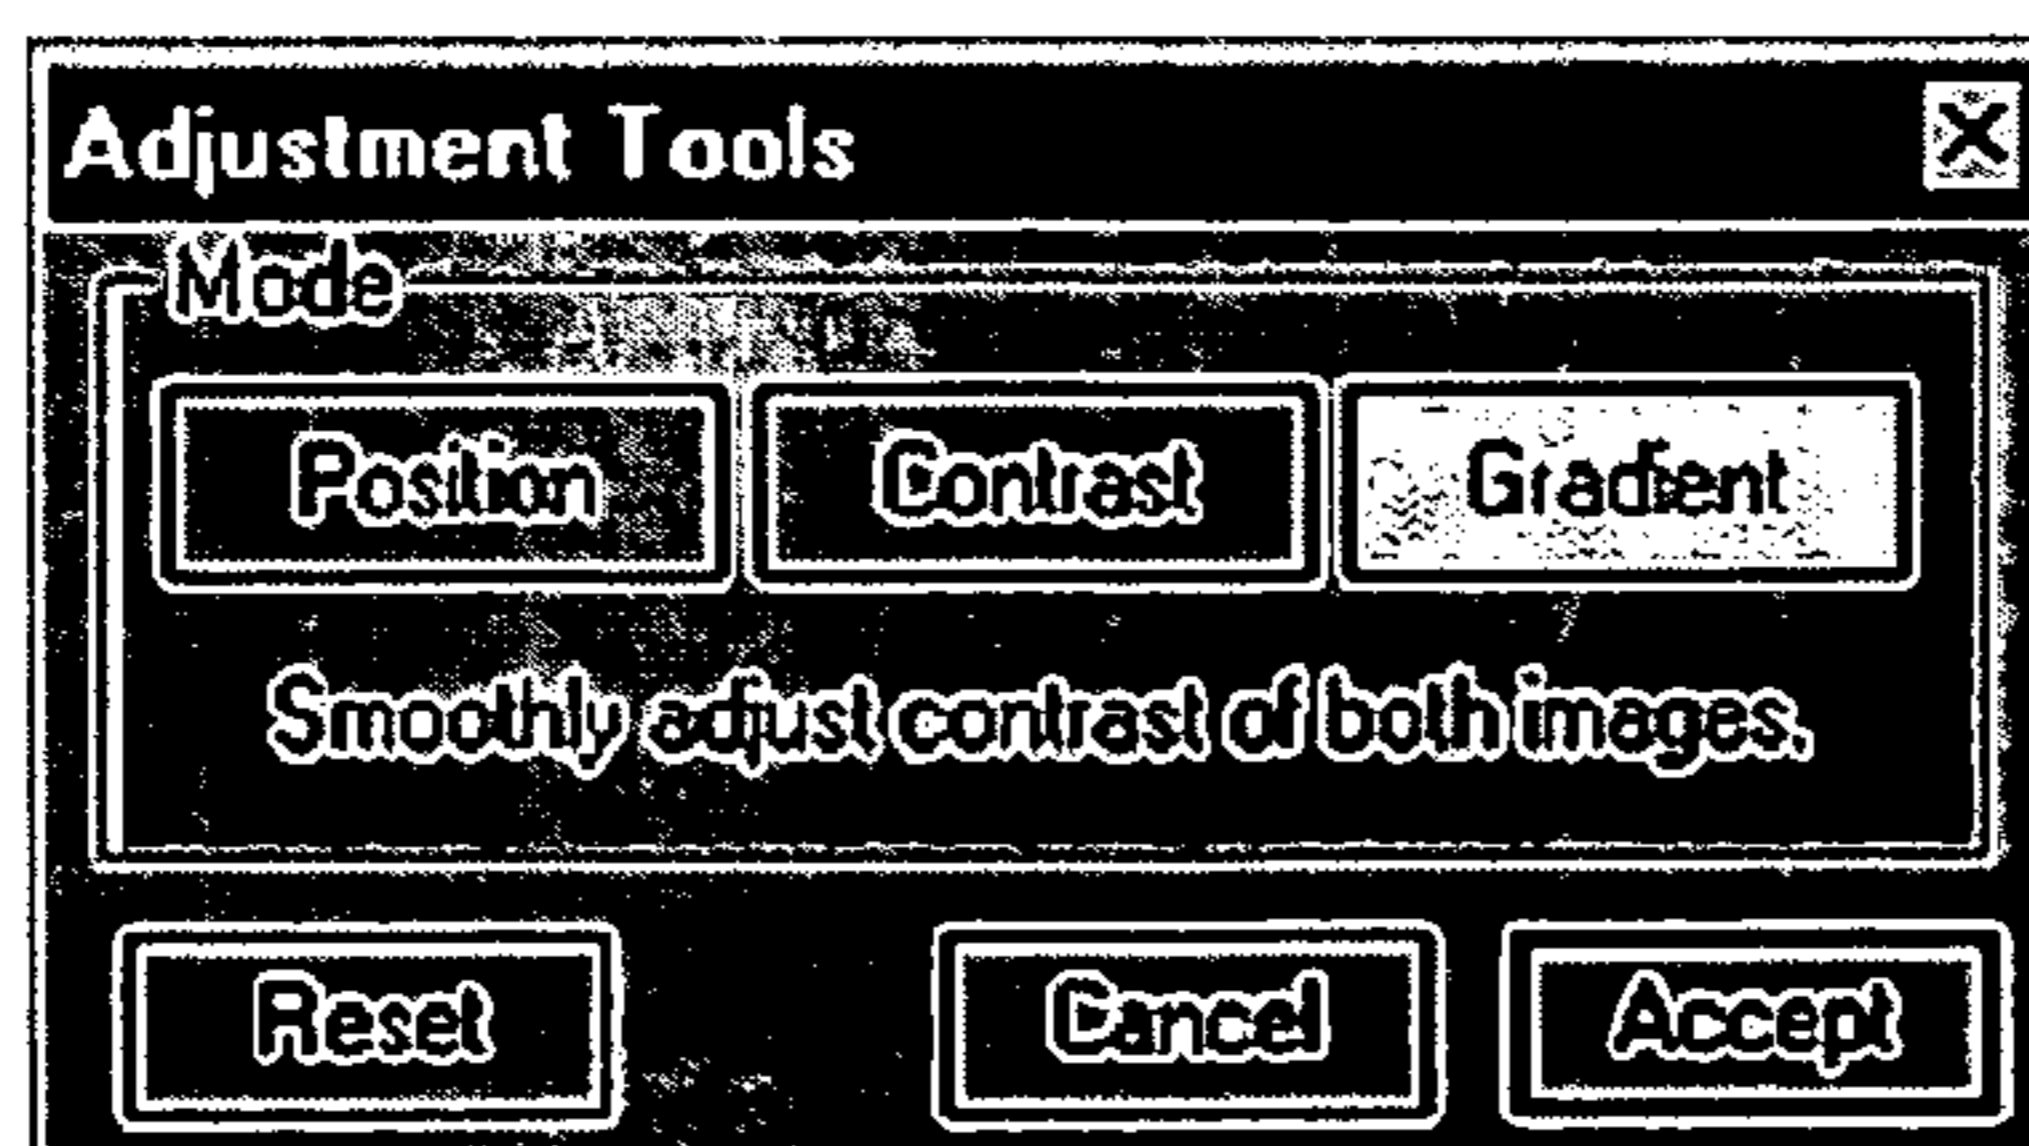 Adjustment Tools
Mode
Position Contrast Gradient
Smoothly adjust contrast of both images.
Reset Cancel Accept